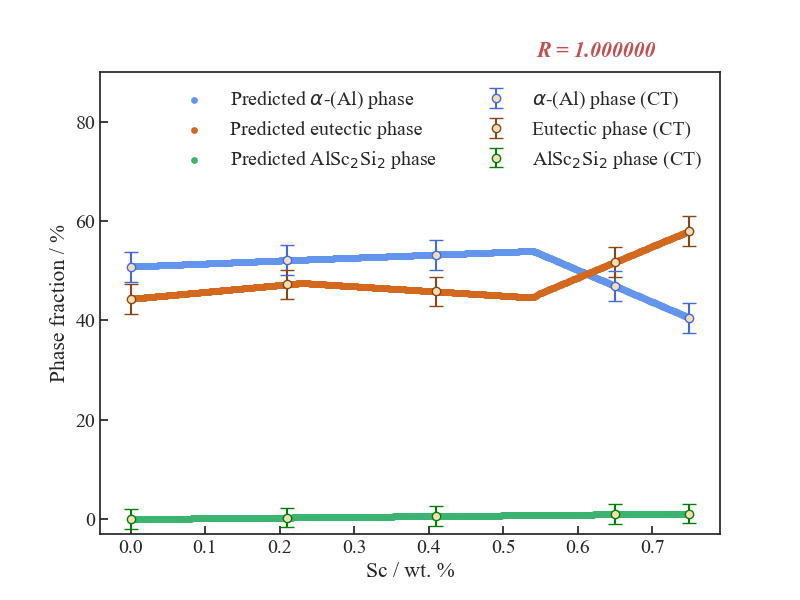 R = 1.000000
Predicted α-(Al) phase
Predicted eutectic phase
Predicted AlSc₂Si₂ phase
α-(Al) phase (CT)
Eutectic phase (CT)
AlSc₂Si₂ phase (CT)
Phase fraction / %
80
60
40
20
0
0.0 0.1 0.2 0.3 0.4 0.5 0.6 0.7
Sc / wt. %